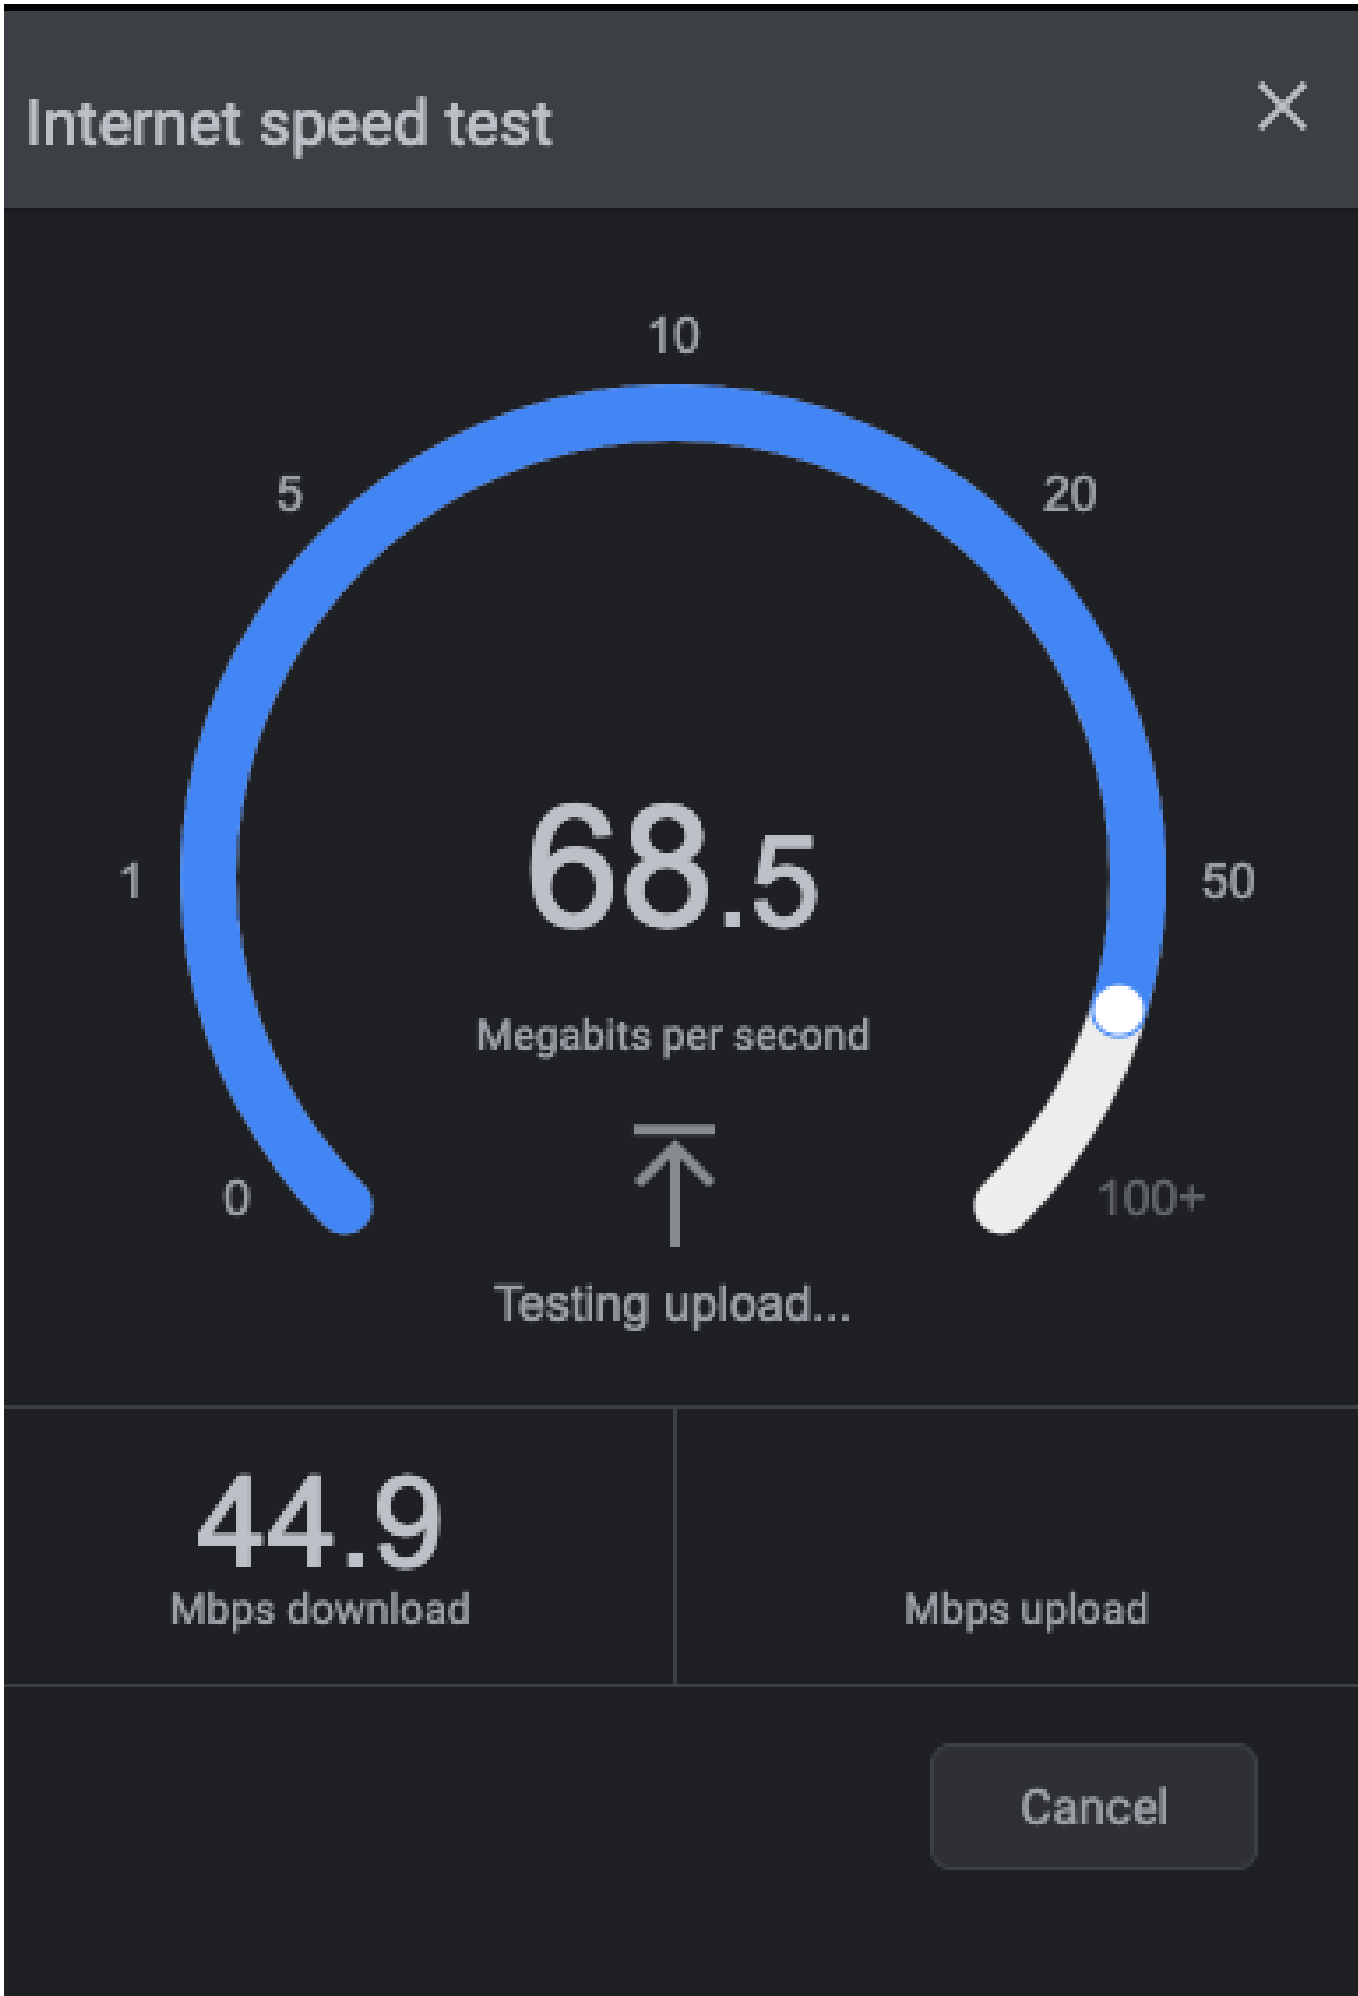 Internet speed test
10
5
20
1
50
68.5
Megabits per second
0
100+
Testing upload...
44.9
Mbps download
Mbps upload
Cancel